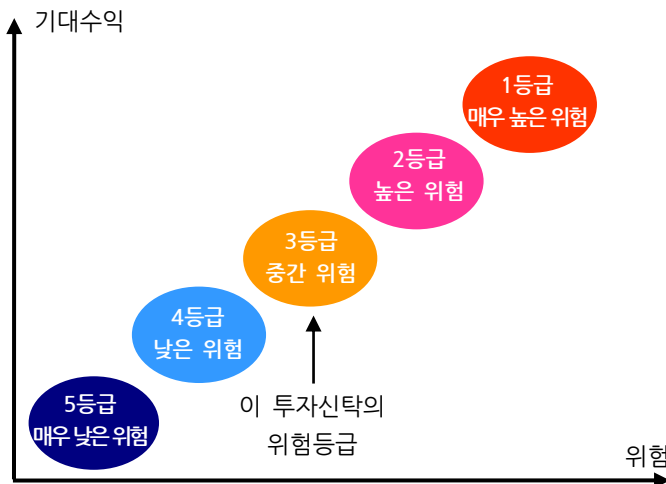 기대수익
1등급
매우 높은 위험
2등급
높은 위험
3등급
중간 위험
4등급
낮은 위험
5등급
매우 낮은 위험
이 투자신탁의
위험등급
위험